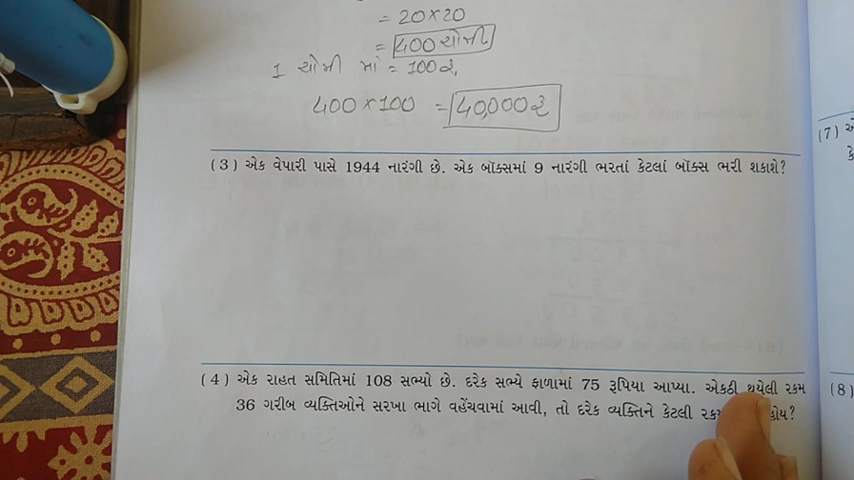 = 20 × 20
= 400 ચોમી
1 ચોમી માં = 100 રૂ.
400 × 100 = 40,000 રૂ
(3) એક વેપારી પાસે 1944 નારંગી છે. એક બૉક્સમાં 9 નારંગી ભરતાં કેટલાં બૉક્સ ભરી શકાશે?
(4) એક રાહત સમિતિમાં 108 સભ્યો છે. દરેક સભ્યે ફાળામાં 75 રૂપિયા આપ્યા. એકઠી થયેલી રકમ
36 ગરીબ વ્યક્તિઓને સરખા ભાગે વહેંચવામાં આવી, તો દરેક વ્યક્તિને કેટલી
(7)
(8)